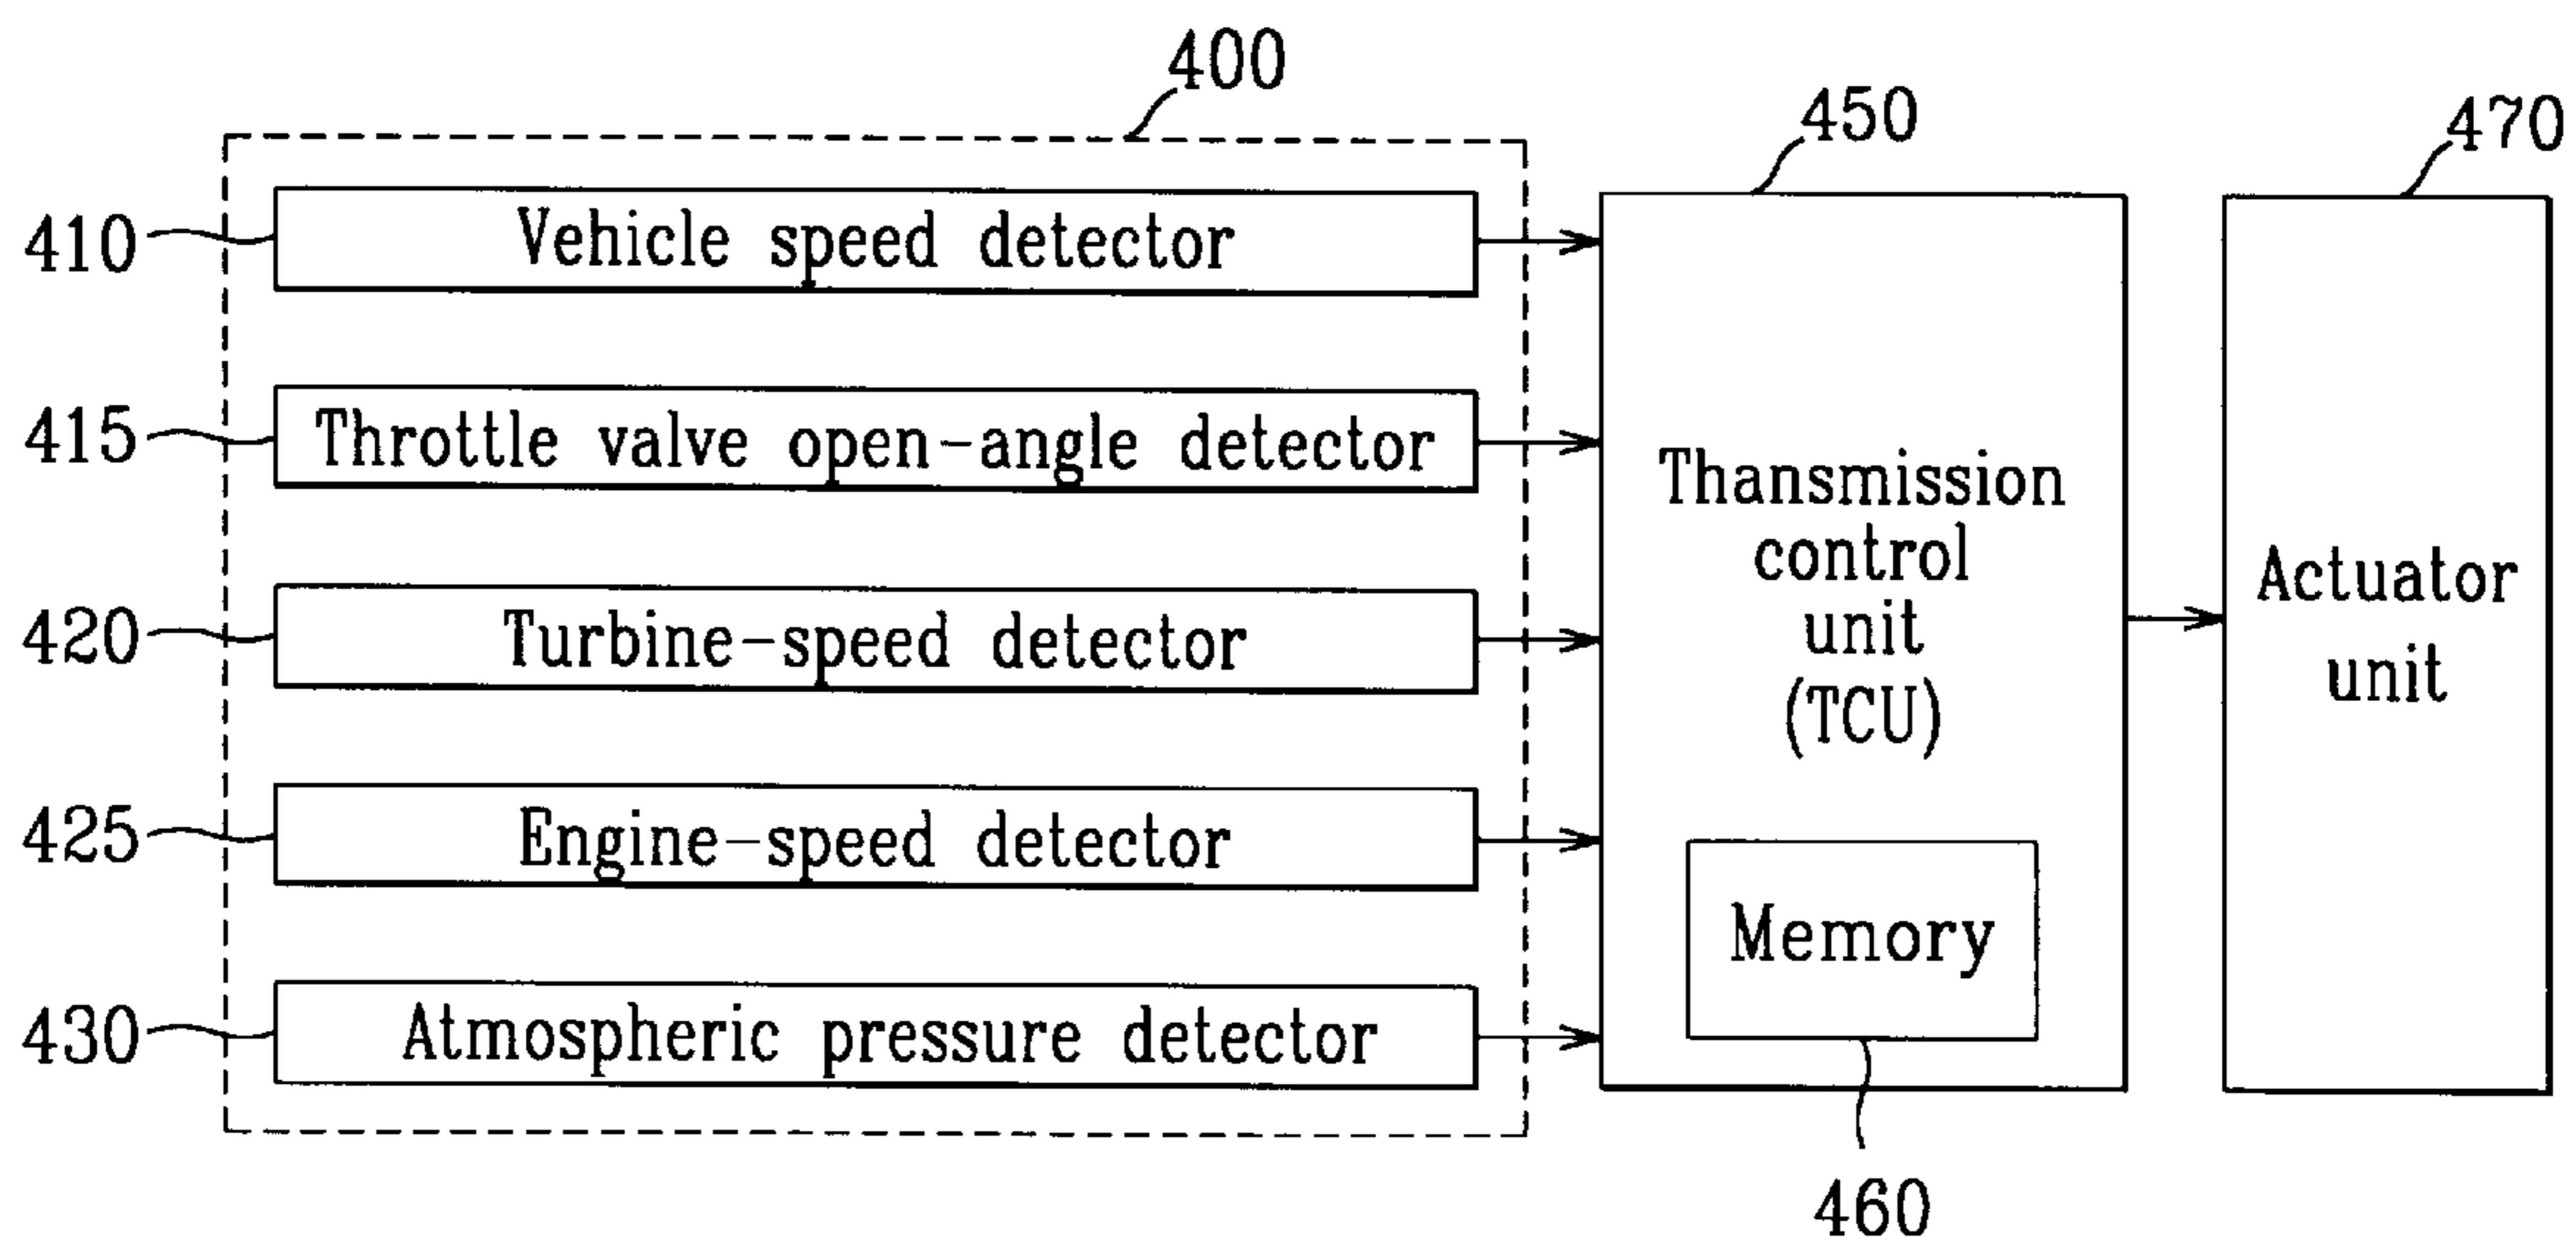 400
450
470
410
Vehicle speed detector
415
Throttle valve open-angle detector
420
Turbine-speed detector
425
Engine-speed detector
430
Atmospheric pressure detector
Thansmission
control
unit
(TCU)
Memory
460
Actuator
unit